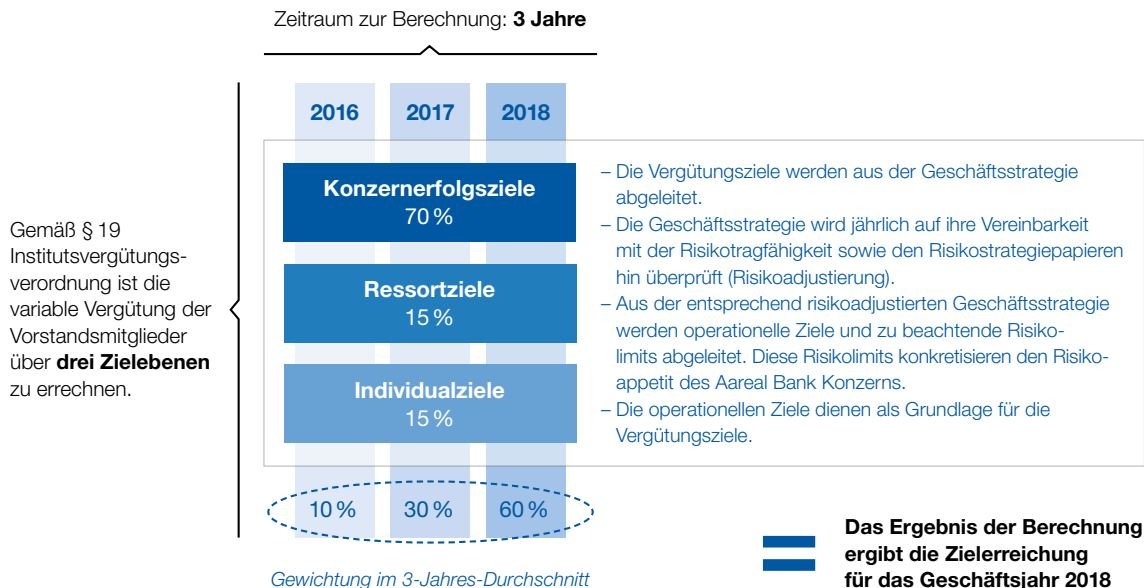 Zeitraum zur Berechnung: 3 Jahre
2016 2017 2018
Gemäß § 19
Institutsvergütungs-
verordnung ist die
variable Vergütung der
Vorstandsmitglieder
über drei Zielebenen
zu errechnen.
Konzernerfolgsziele
70 %
Ressortziele
15 %
Individualziele
15 %
– Die Vergütungsziele werden aus der Geschäftsstrategie
abgeleitet.
– Die Geschäftsstrategie wird jährlich auf ihre Vereinbarkeit
mit der Risikotragfähigkeit sowie den Risikostrategiepapieren
hin überprüft (Risikoadjustierung).
– Aus der entsprechend risikoadjustierten Geschäftsstrategie
werden operationelle Ziele und zu beachtende Risiko-
limits abgeleitet. Diese Risikolimits konkretisieren den Risiko-
appetit des Aareal Bank Konzerns.
– Die operationellen Ziele dienen als Grundlage für die
Vergütungsziele.
10 % 30 % 60 %
Gewichtung im 3-Jahres-Durchschnitt
Das Ergebnis der Berechnung
ergibt die Zielerreichung
für das Geschäftsjahr 2018